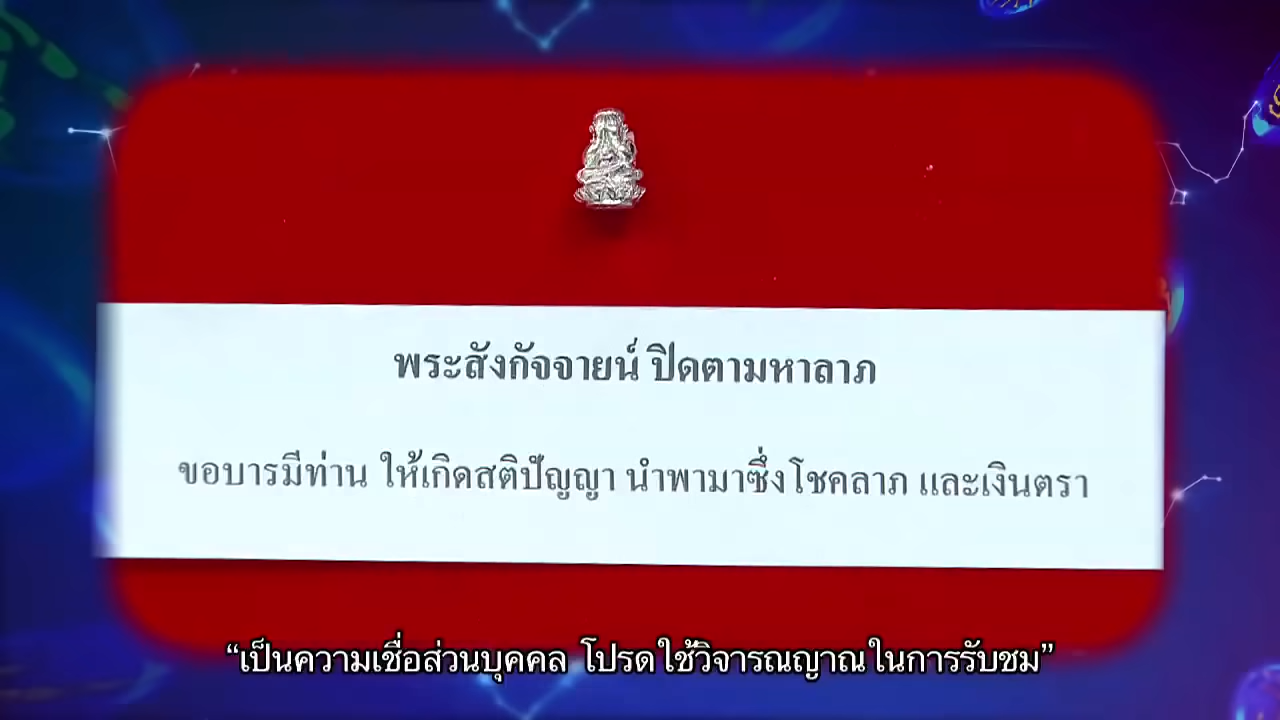 พระสังกัจจายน์ ปิดตามหาลาภ
ขอบารมีท่าน ให้เกิดสติปัญญา นำพามาซึ่งโชคลาภ และเงินตรา
“เป็นความเชื่อส่วนบุคคล โปรดใช้วิจารณญาณในการรับชม”